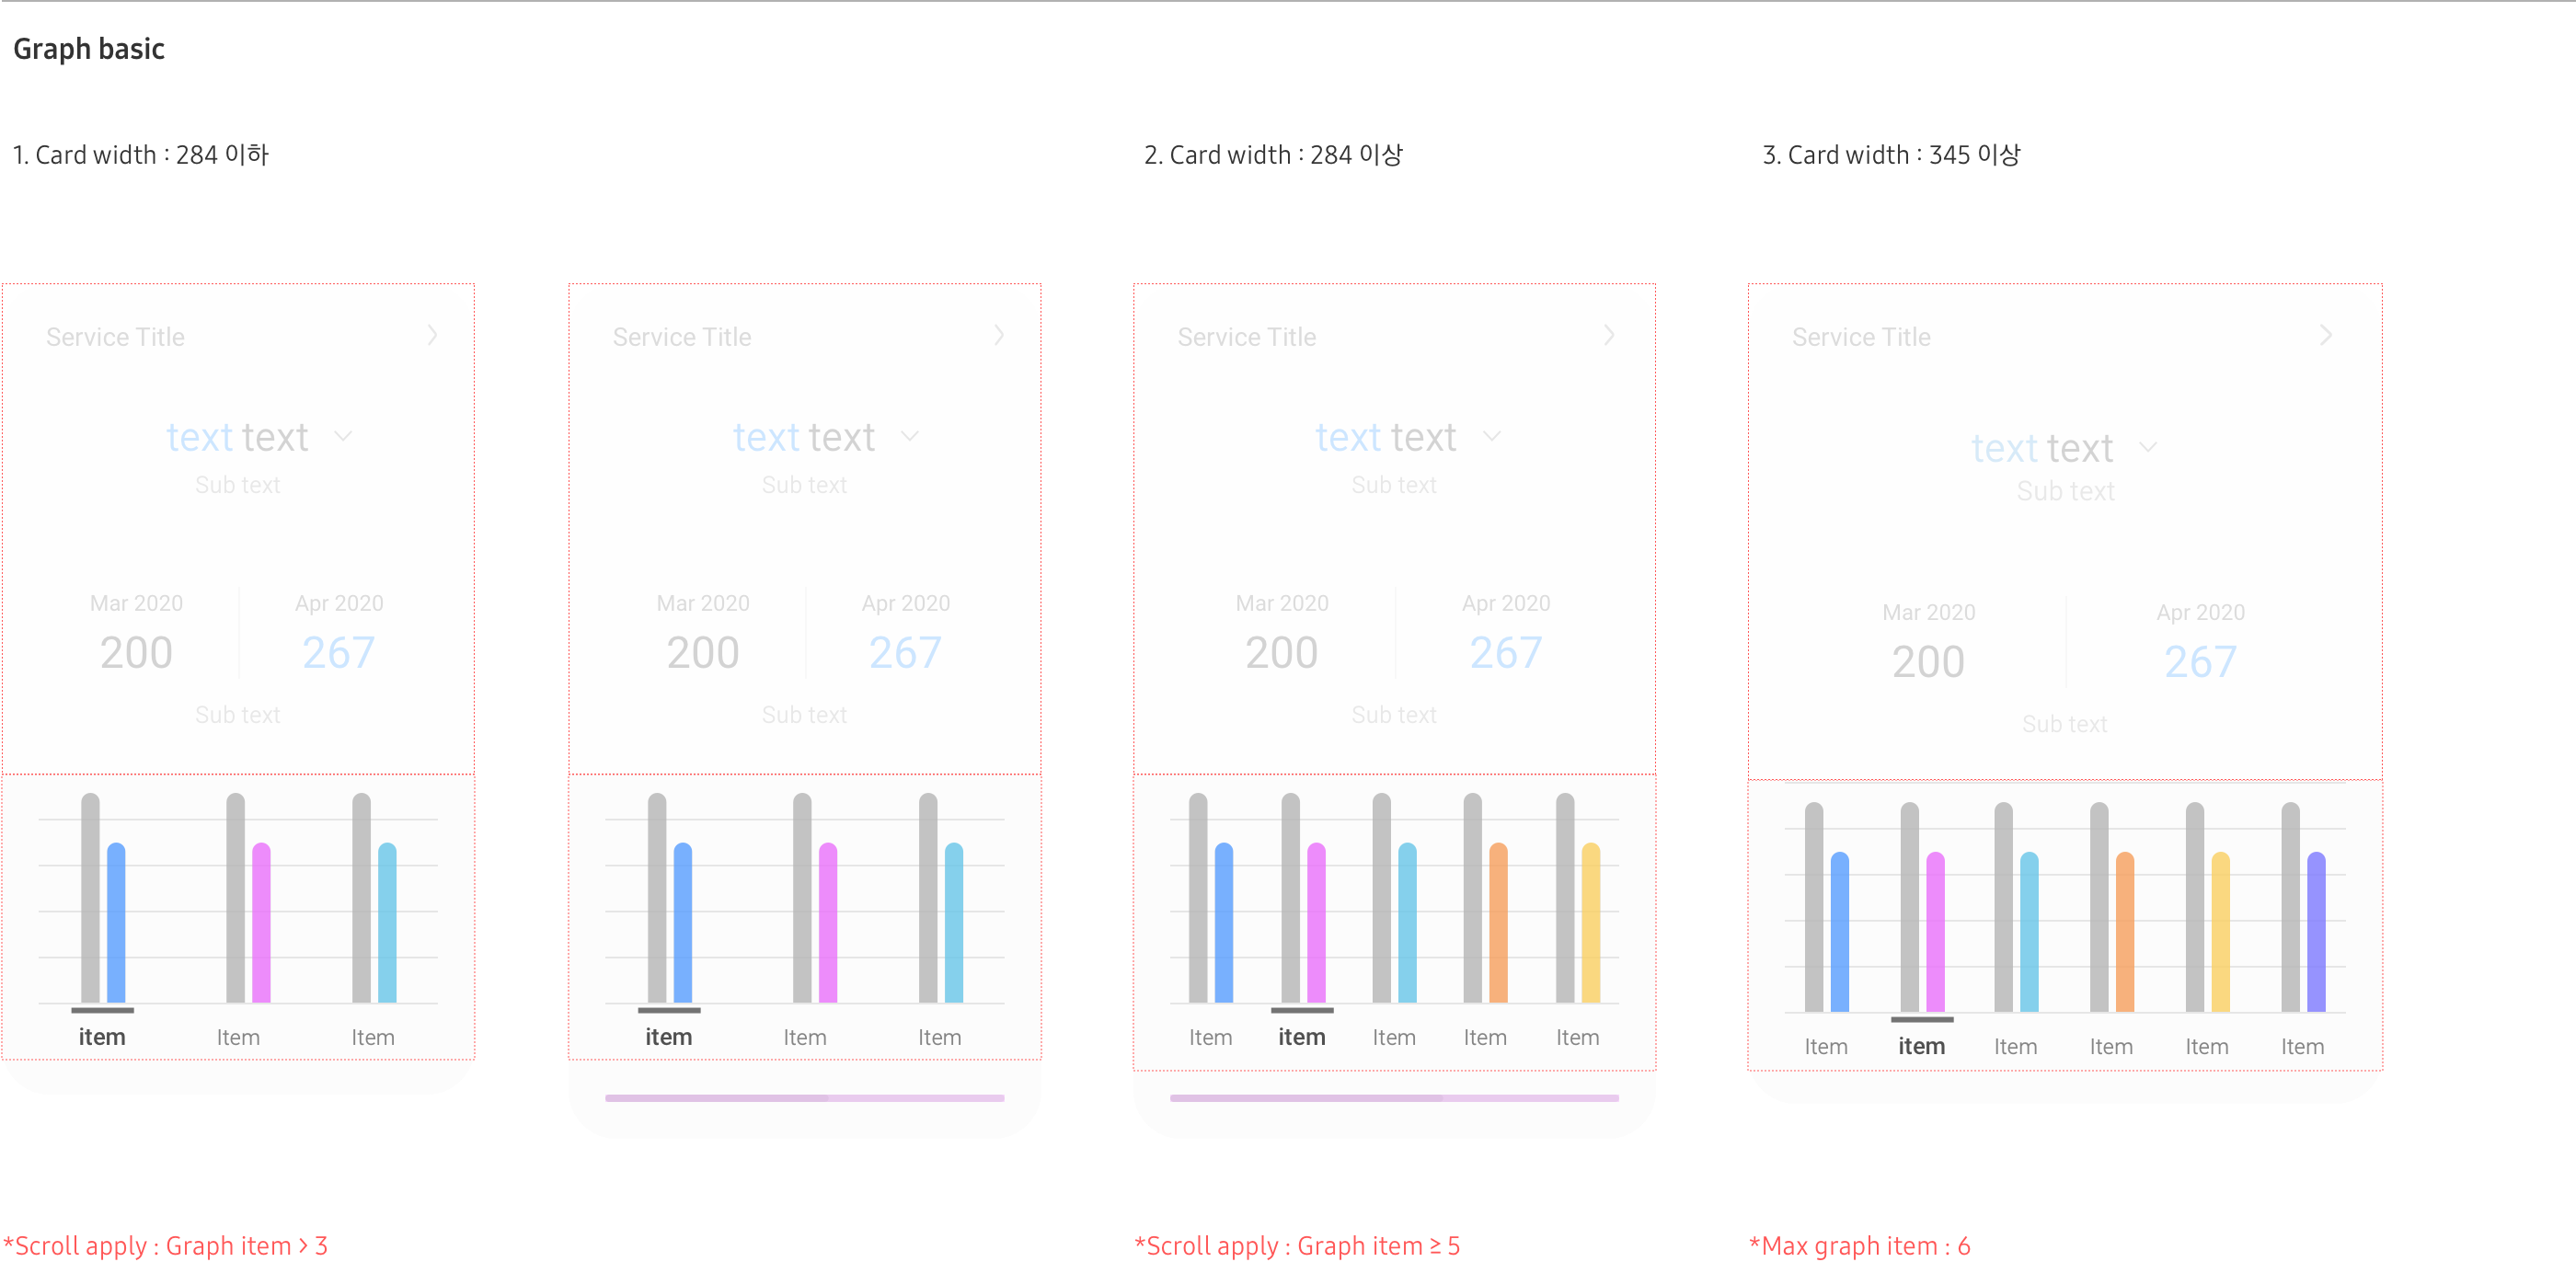 Graph basic
1. Card width : 284 이하
2. Card width : 284 이상
3. Card width : 345 이상
Service Title
text text
Sub text
Mar 2020
Apr 2020
200
267
Sub text
item
Item
Item
Service Title
text text
Sub text
Mar 2020
Apr 2020
200
267
Sub text
item
Item
Item
Service Title
text text
Sub text
Mar 2020
Apr 2020
200
267
Sub text
Item
item
Item
Item
Item
Service Title
text text
Sub text
Mar 2020
Apr 2020
200
267
Sub text
Item
item
Item
Item
Item
Item
*Scroll apply : Graph item > 3
*Scroll apply : Graph item ≥ 5
*Max graph item : 6